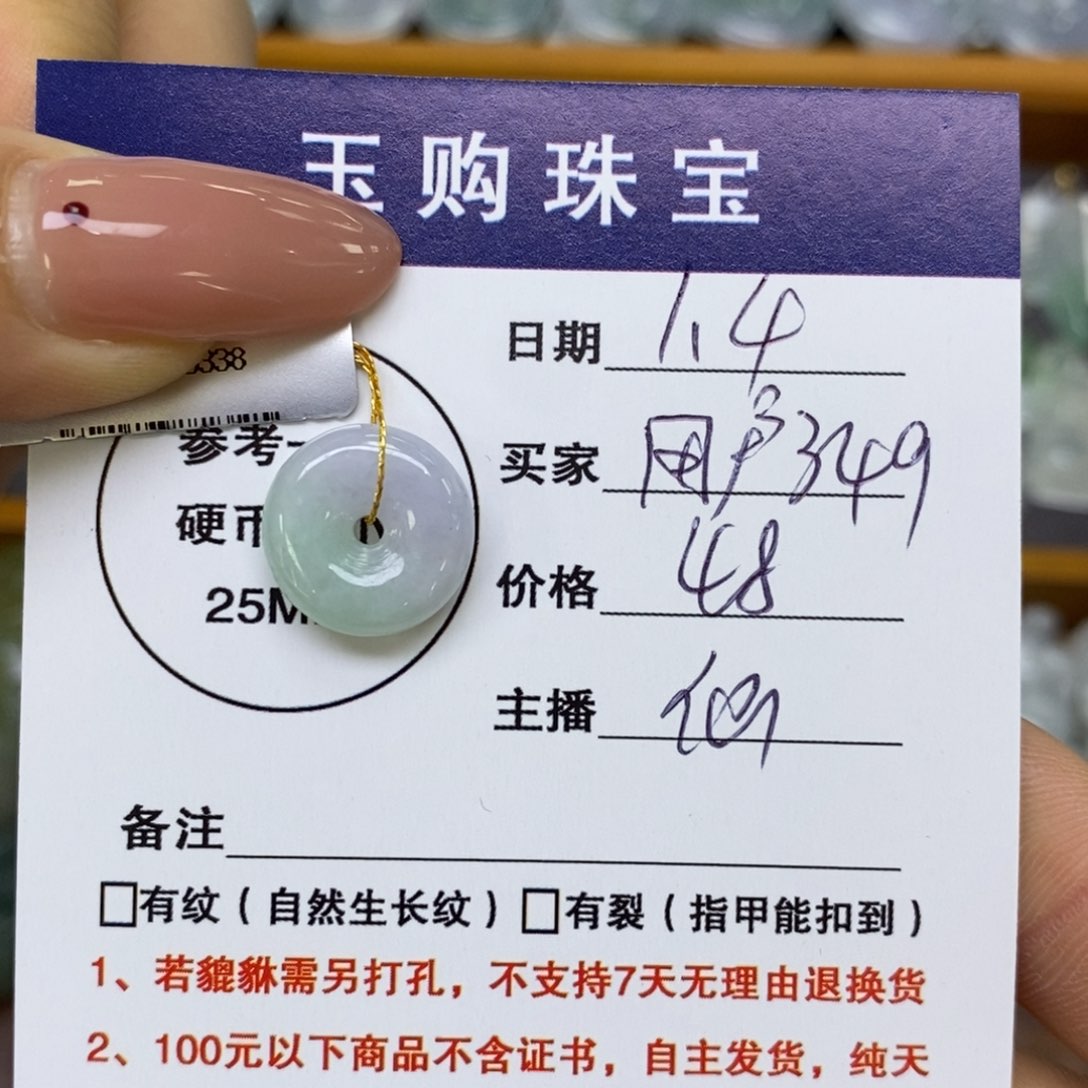 玉购珠宝
338
日期 1.4
参考
买家 用户3349
硬币
价格 48
25M
主播
备注
□有纹(自然生长纹)□有裂(指甲能扣到)
1、若貔貅需另打孔,不支持7天无理由退换货
2、100元以下商品不含证书,自主发货,纯天